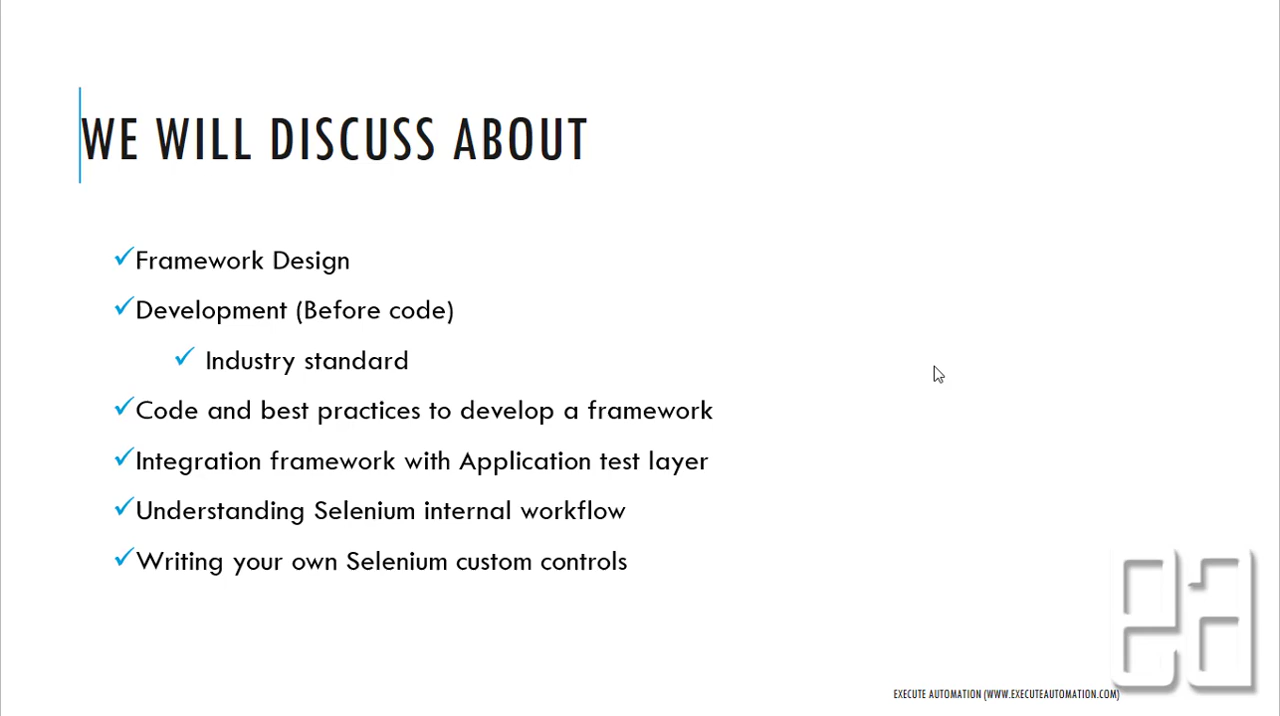 WE WILL DISCUSS ABOUT
Framework Design
Development (Before code)
Industry standard
Code and best practices to develop a framework
Integration framework with Application test layer
Understanding Selenium internal workflow
Writing your own Selenium custom controls
ea
EXECUTE AUTOMATION (WWW.EXECUTEAUTOMATION.COM)